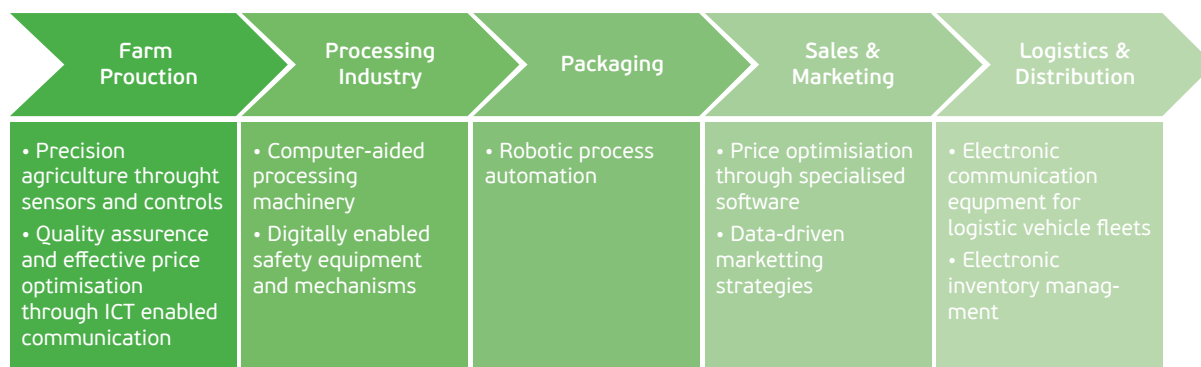 Farm
Prouction
Processing
Industry
Packaging
Sales &
Marketing
Logistics &
Distribution
• Precision
agriculture throught
sensors and controls
• Quality assurence
and effective price
optimisation
through ICT enabled
communication
• Computer-aided
processing
machinery
• Digitally enabled
safety equipment
and mechanisms
• Robotic process
automation
• Price optimisiation
through specialised
software
• Data-driven
marketting
strategies
• Electronic
communication
equpment for
logistic vehicle fleets
• Electronic
inventory manag-
ment